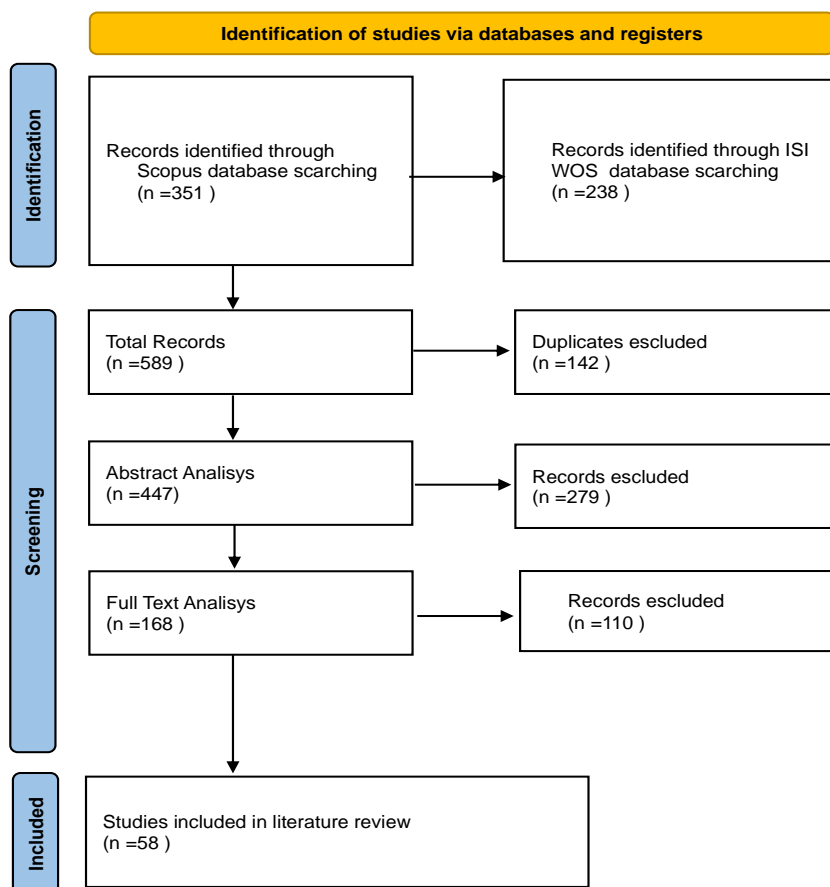 Identification of studies via databases and registers
Identification
Records identified through
Scopus database scarching
(n =351 )
Records identified through ISI
WOS database scarching
(n =238 )
Screening
Total Records
(n =589 )
Duplicates escluded
(n =142 )
Abstract Analisys
(n =447)
Records escluded
(n =279 )
Full Text Analisys
(n =168 )
Records escluded
(n =110 )
Included
Studies included in literature review
(n =58 )